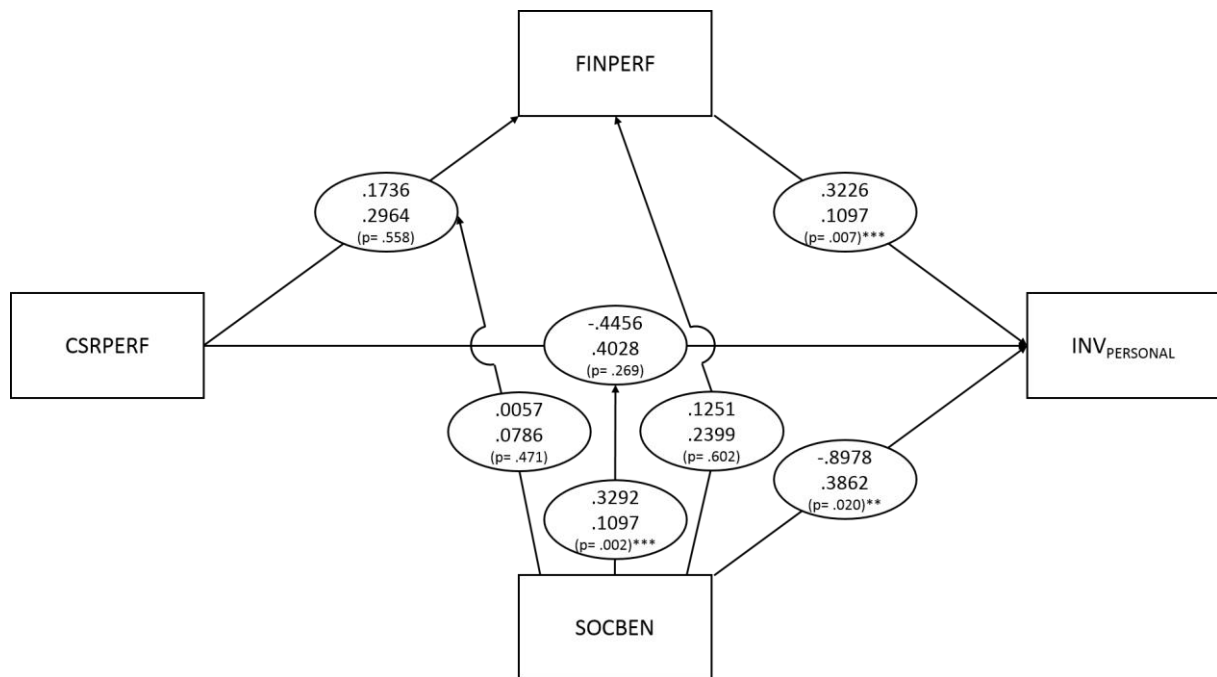 FINPERF
.1736
.2964
(p= .558)
.3226
.1097
(p= .007)***
CSRPERF
-.4456
.4028
(p= .269)
INVPERSONAL
.0057
.0786
(p= .471)
.1251
.2399
(p= .602)
-.8978
.3862
(p= .020)**
.3292
.1097
(p= .002)***
SOCBEN